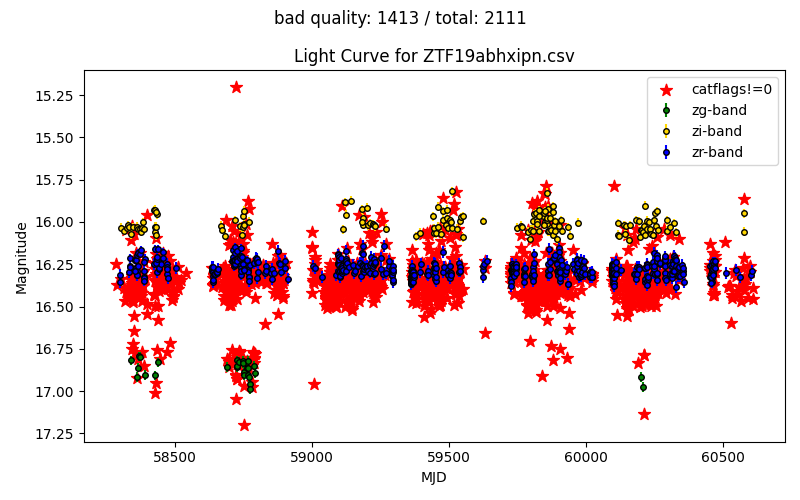 bad quality: 1413 / total: 2111
Light Curve for ZTF19abhxipn.csv
catflags!=0
zg-band
zi-band
zr-band
15.25
15.50
15.75
16.00
16.25
16.50
16.75
17.00
17.25
Magnitude
58500 59000 59500 60000 60500
MJD